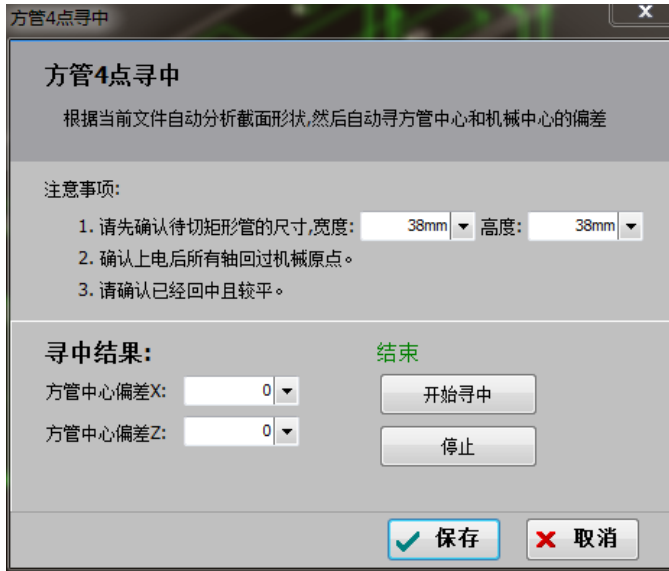 方管4点寻中
方管4点寻中
根据当前文件自动分析截面形状,然后自动寻方管中心和机械中心的偏差
注意事项:
1. 请先确认待切矩形管的尺寸,宽度: 38mm 高度: 38mm
2. 确认上电后所有轴回过机械原点。
3. 请确认已经回中且较平。
寻中结果: 结束
方管中心偏差X: 0 开始寻中
方管中心偏差Z: 0 停止
保存 取消